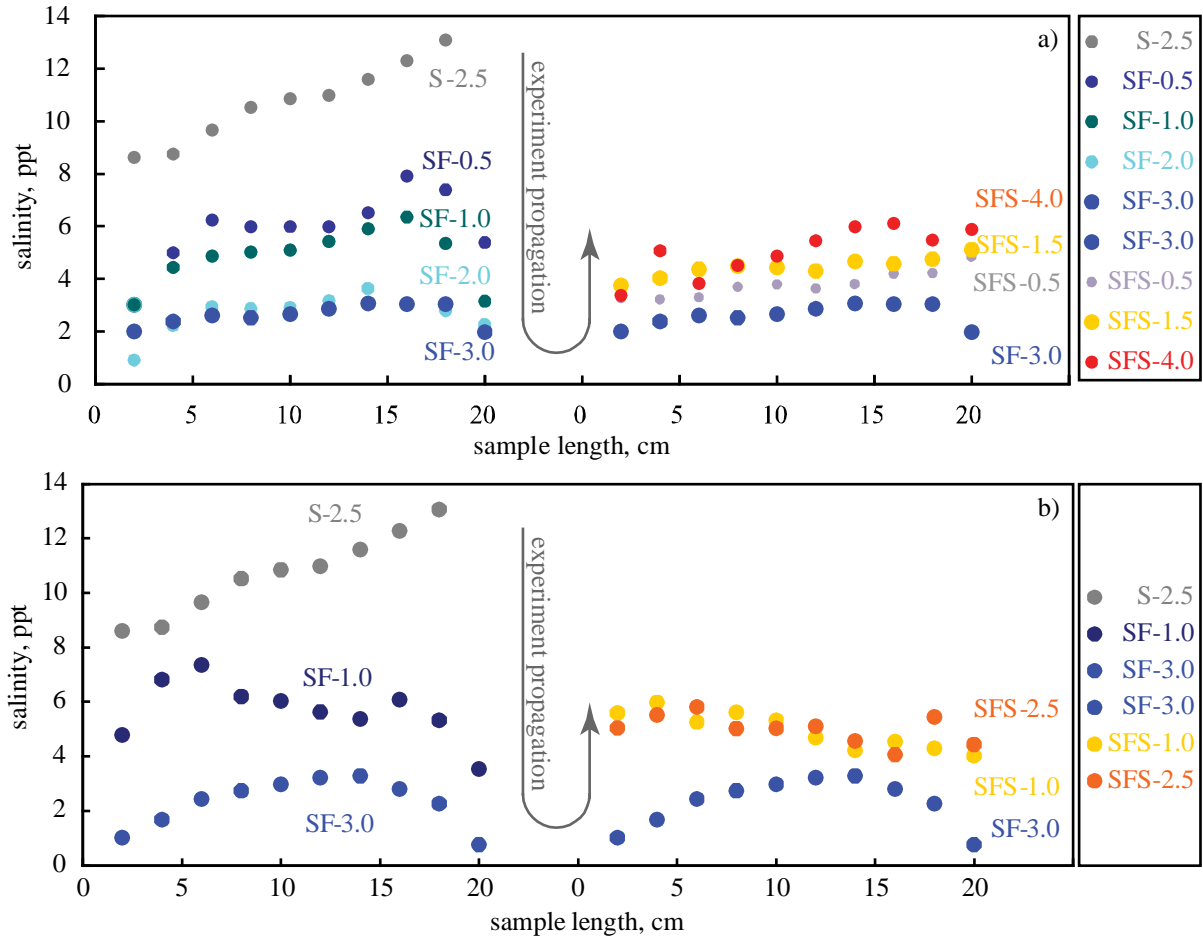 14
12
10
8
6
4
2
0
salinity, ppt
S-2.5
SF-0.5
SF-1.0
SF-2.0
SF-3.0
experiment propagation
a)
SFS-4.0
SFS-1.5
SFS-0.5
SF-3.0
0 5 10 15 20 0 5 10 15 20
sample length, cm
S-2.5
SF-0.5
SF-1.0
SF-2.0
SF-3.0
SF-3.0
SFS-0.5
SFS-1.5
SFS-4.0
14
12
10
8
6
4
2
0
salinity, ppt
S-2.5
SF-1.0
SF-3.0
experiment propagation
b)
SFS-2.5
SFS-1.0
SF-3.0
0 5 10 15 20 0 5 10 15 20
sample length, cm
S-2.5
SF-1.0
SF-3.0
SF-3.0
SFS-1.0
SFS-2.5